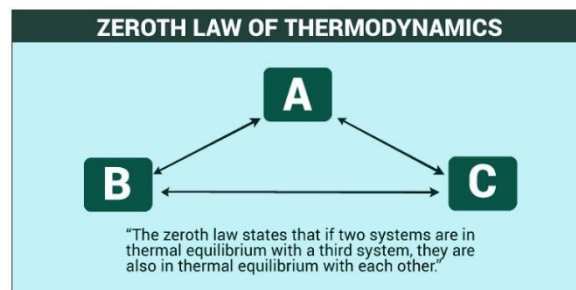 ZEROTH LAW OF THERMODYNAMICS
A
B
C
“The zeroth law states that if two systems are in
thermal equilibrium with a third system, they are
also in thermal equilibrium with each other.”